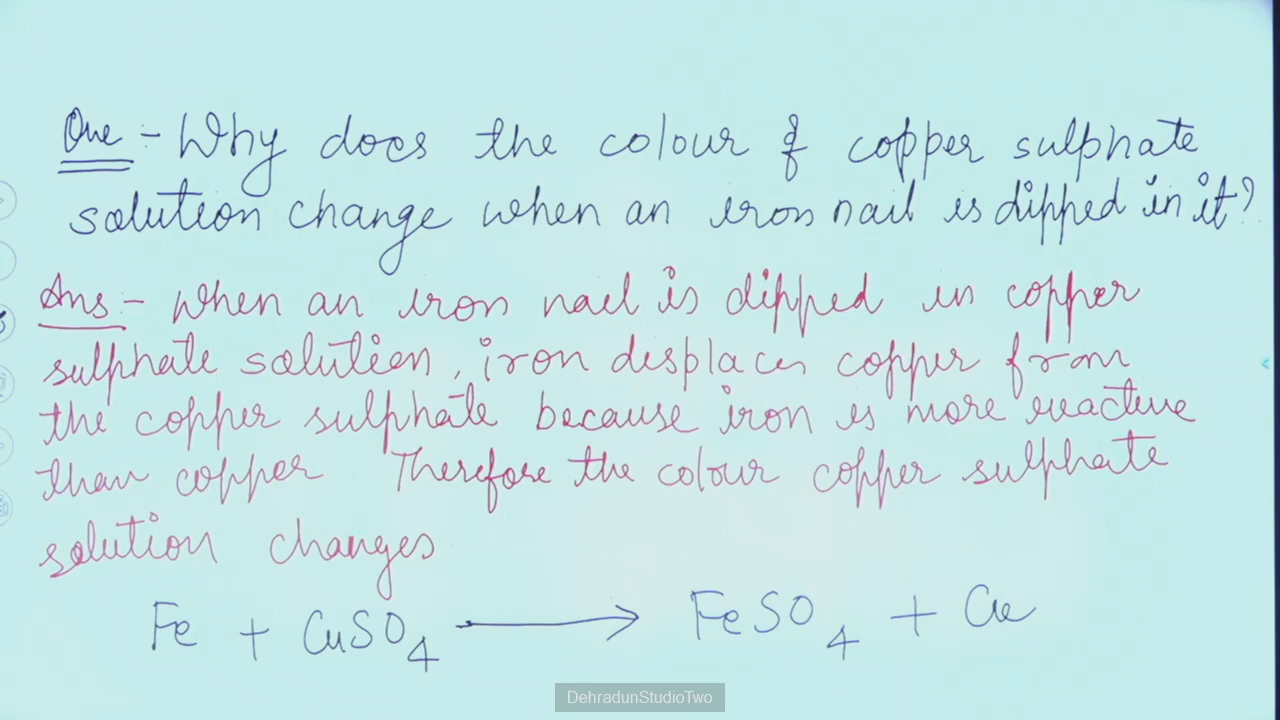 Que :- Why does the colour of copper sulphate
solution change when an iron nail is dipped in it?
Ans :- When an iron nail is dipped in copper
sulphate solution, iron displaces copper from
the copper sulphate because iron is more reactive
than copper Therefore the colour copper sulphate
solution changes
Fe + CuSO4 → FeSO4 + Cu
DehradunStudioTwo